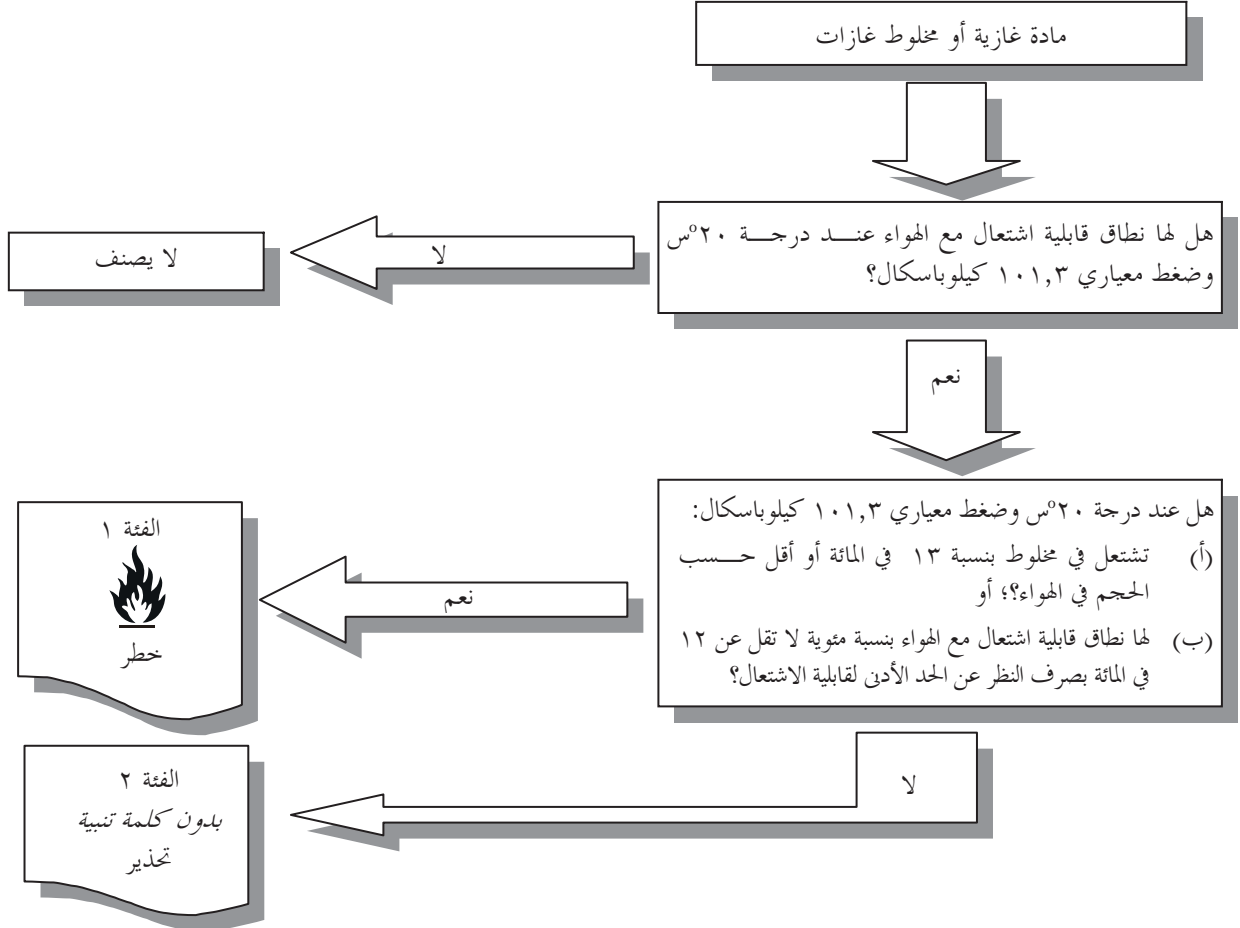 مادة غازية أو مخلوط غازات
هل لها نطاق قابلية اشتعال مع الهواء عنـــد درجـــة ٢٠°س
وضغط معياري ١٠١,٣ كيلوباسكال؟
لا
لا يصنف
نعم
هل عند درجة ٢٠°س وضغط معياري ١٠١,٣ كيلوباسكال:
(أ) تشتعل في مخلوط بنسبة ١٣ في المائة أو أقل حـــسب
الحجم في الهواء؟؛ أو
(ب) لها نطاق قابلية اشتعال مع الهواء بنسبة مئوية لا تقل عن ١٢
في المائة بصرف النظر عن الحد الأدنى لقابلية الاشتعال؟
نعم
الفئة ١
خطر
لا
الفئة ٢
بدون كلمة تنبية
تحذير